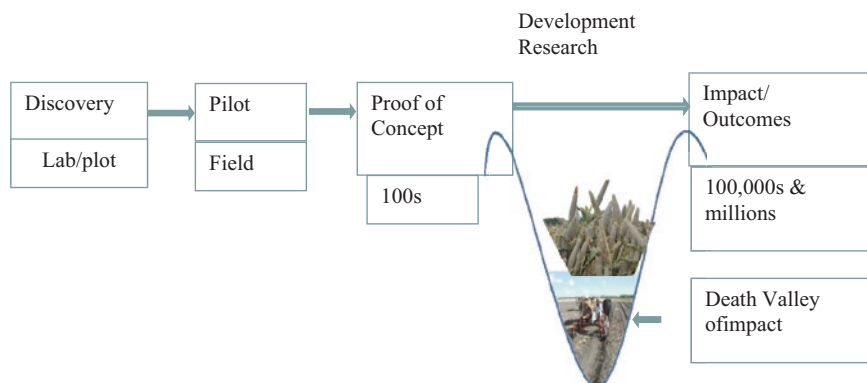 Development
Research
Discovery
Lab/plot
Pilot
Field
Proof of
Concept
100s
Impact/
Outcomes
100,000s &
millions
Death Valley
ofimpact